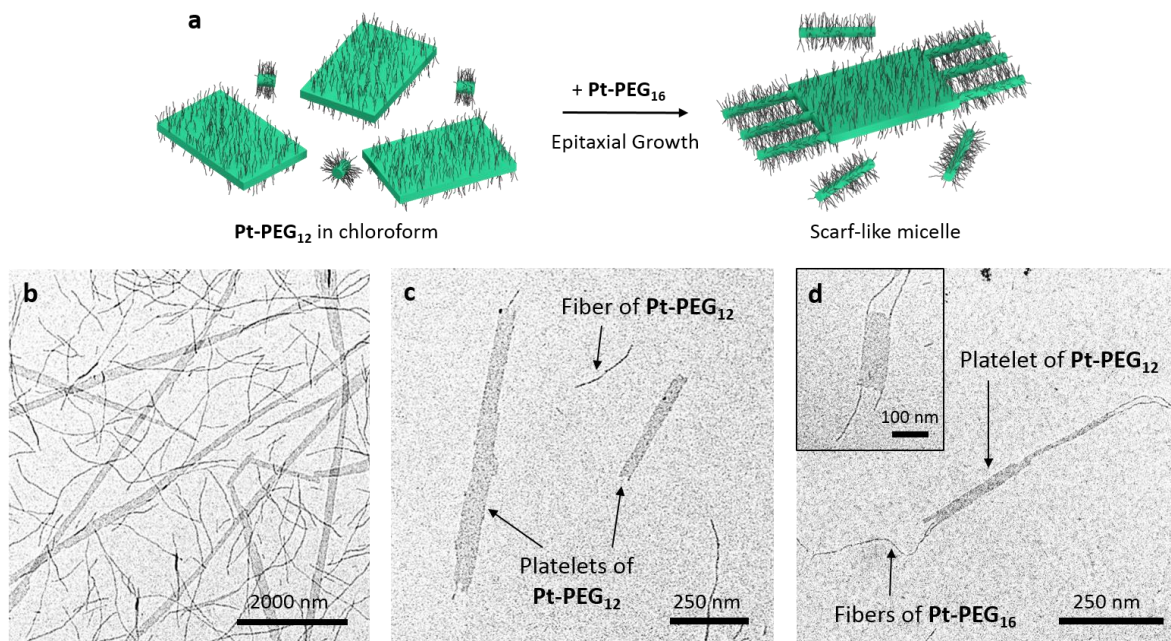 a
+ Pt-PEG₁₆
Epitaxial Growth
Pt-PEG₁₂ in chloroform
Scarf-like micelle
b
2000 nm
c
Fiber of Pt-PEG₁₂
Platelets of
Pt-PEG₁₂
250 nm
d
100 nm
Platelet of Pt-PEG₁₂
Fibers of Pt-PEG₁₆
250 nm